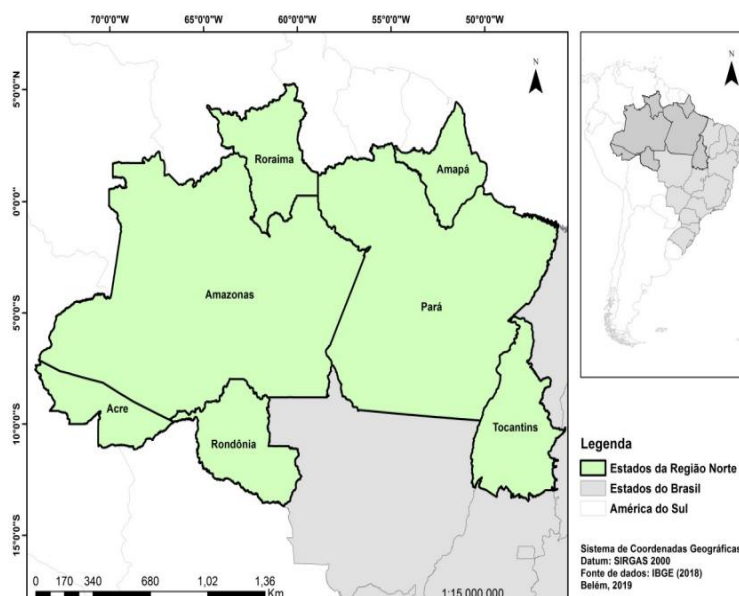 70°0'0"W 65°0'0"W 60°0'0"W 55°0'0"W 50°0'0"W
N
5°0'0"N
0°0'0"
5°0'0"S
10°0'0"S
15°0'0"S
Roraima
Amapá
Amazonas
Pará
Acre
Rondônia
Tocantins
0 170 340 680 1,02 1,36
Km
1:15.000.000
N
Legenda
Estados da Região Norte
Estados do Brasil
América do Sul
Sistema de Coordenadas Geográficas
Datum: SIRGAS 2000
Fonte de dados: IBGE (2018)
Belém, 2019